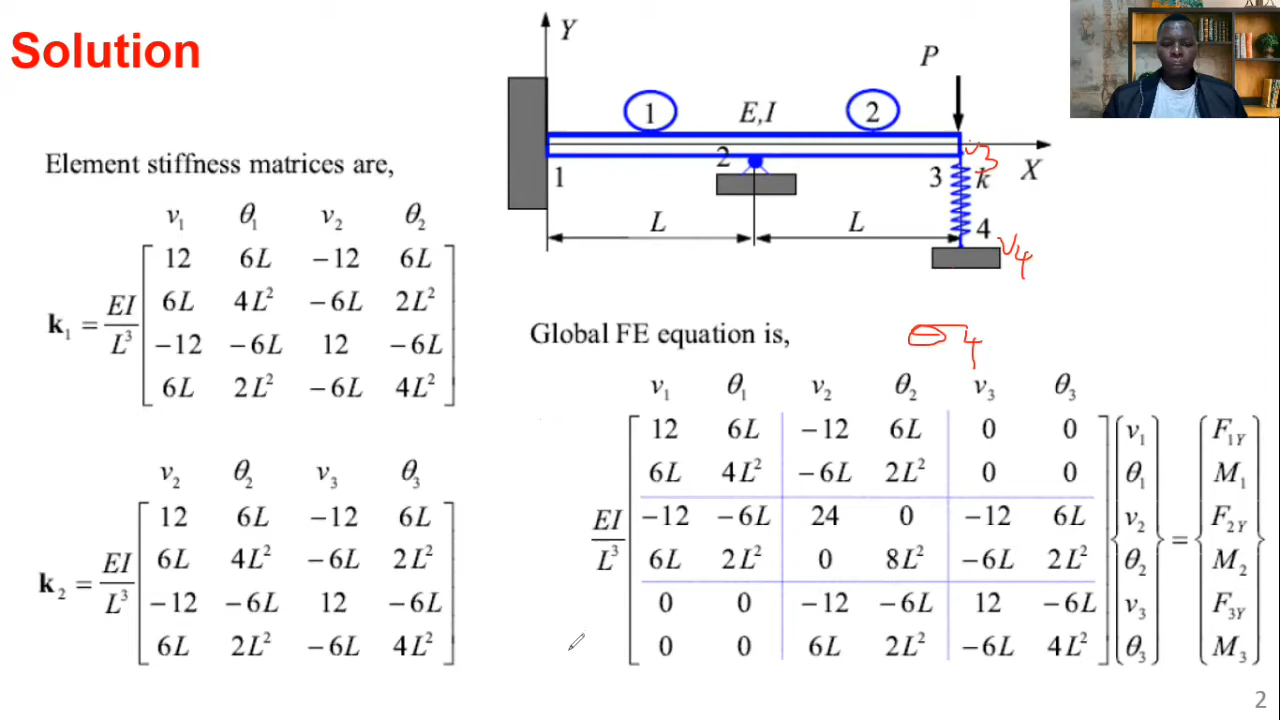 Solution
Y
P
1
E,I
2
v3
2
1
3
k
X
L
L
4
v4
Element stiffness matrices are,
v₁ θ₁ v₂ θ₂
k₁ = EI/L³
12 6L −12 6L
6L 4L² −6L 2L²
−12 −6L 12 −6L
6L 2L² −6L 4L²
v₂ θ₂ v₃ θ₃
k₂ = EI/L³
12 6L −12 6L
6L 4L² −6L 2L²
−12 −6L 12 −6L
6L 2L² −6L 4L²
Global FE equation is,
θ4
v₁ θ₁ v₂ θ₂ v₃ θ₃
12 6L −12 6L 0 0 v₁ F₁Y
6L 4L² −6L 2L² 0 0 θ₁ M₁
EI/L³ −12 −6L 24 0 −12 6L v₂ = F₂Y
6L 2L² 0 8L² −6L 2L² θ₂ M₂
0 0 −12 −6L 12 −6L v₃ F₃Y
0 0 6L 2L² −6L 4L² θ₃ M₃
2